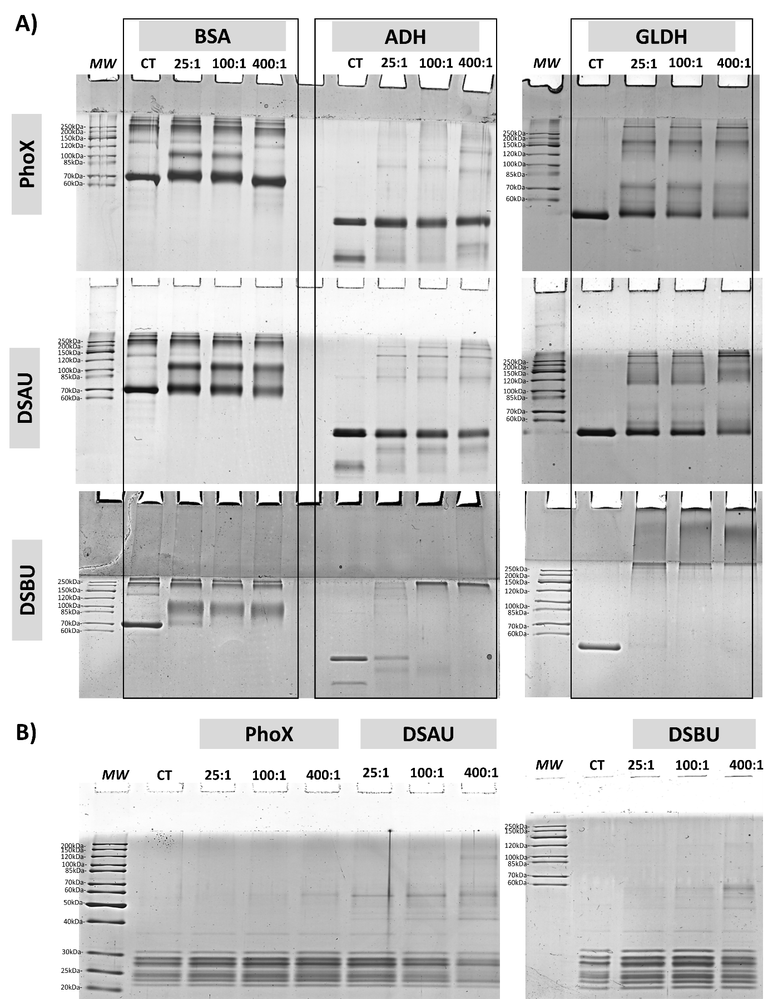 A)
BSA
ADH
GLDH
MW CT 25:1 100:1 400:1 CT 25:1 100:1 400:1 MW CT 25:1 100:1 400:1
PhoX
250kDa-
200kDa-
150kDa-
120kDa-
100kDa-
85kDa-
70kDa-
60kDa-
250kDa-
200kDa-
150kDa-
120kDa-
100kDa-
85kDa-
70kDa-
60kDa-
DSAU
250kDa-
200kDa-
150kDa-
120kDa-
100kDa-
85kDa-
70kDa-
60kDa-
250kDa-
200kDa-
150kDa-
120kDa-
100kDa-
85kDa-
70kDa-
60kDa-
DSBU
250kDa-
150kDa-
120kDa-
100kDa-
85kDa-
70kDa-
60kDa-
250kDa-
200kDa-
150kDa-
120kDa-
100kDa-
85kDa-
70kDa-
60kDa-
B)
PhoX
DSAU
DSBU
MW CT 25:1 100:1 400:1 25:1 100:1 400:1 MW CT 25:1 100:1 400:1
200kDa-
150kDa-
120kDa-
100kDa-
85kDa-
70kDa-
60kDa-
50kDa-
40kDa-
30kDa-
25kDa-
20kDa-
250kDa-
150kDa-
120kDa-
100kDa-
85kDa-
70kDa-
60kDa-